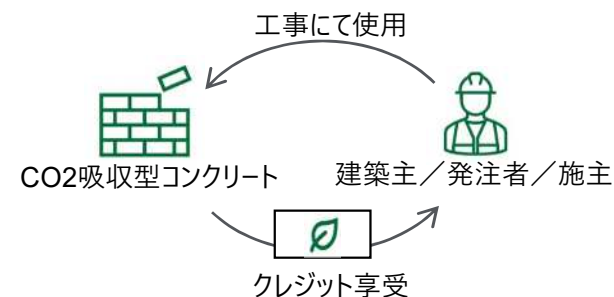 工事にて使用
CO2吸収型コンクリート
建築主／発注者／施主
クレジット享受